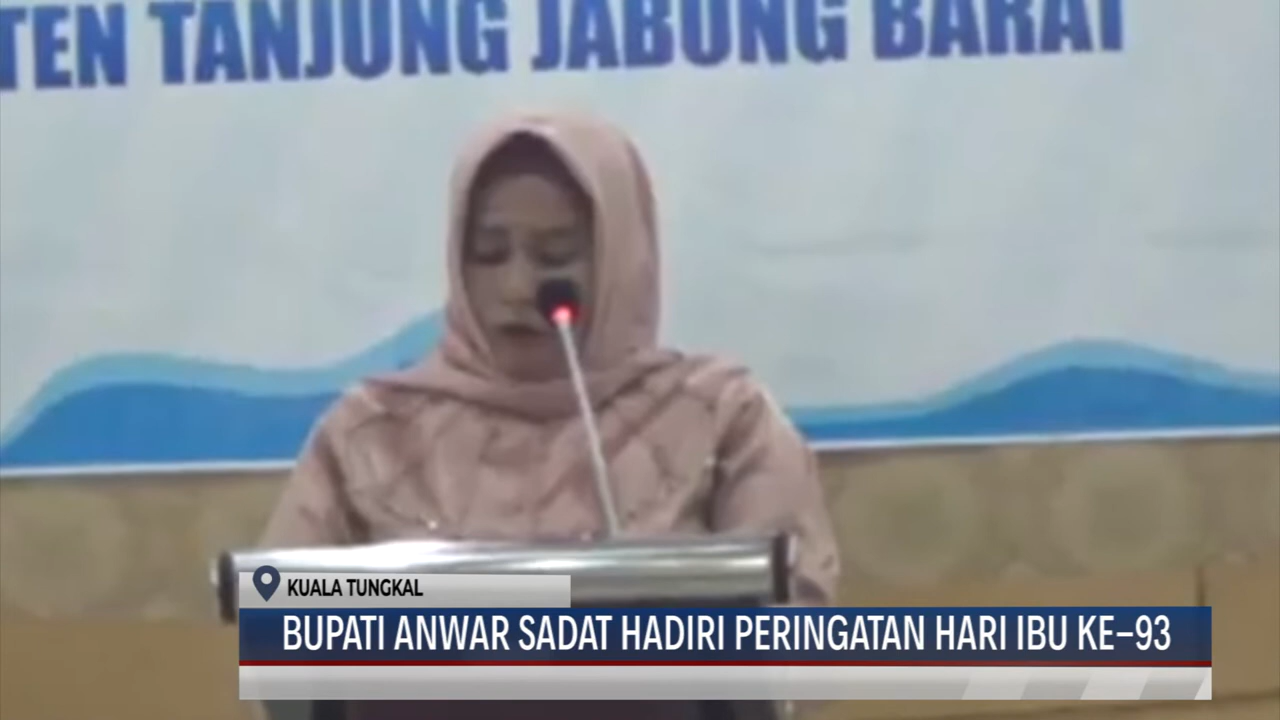 TEN TANJUNG JABUNG BARAT
KUALA TUNGKAL
BUPATI ANWAR SADAT HADIRI PERINGATAN HARI IBU KE-93